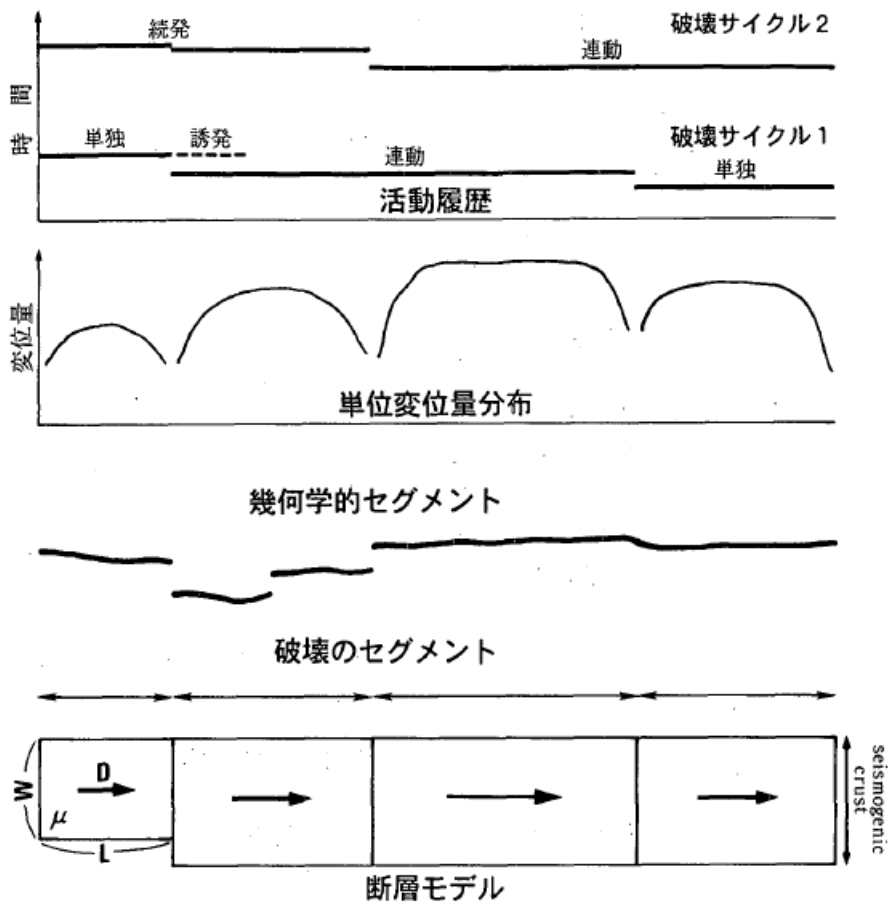 続発
破壊サイクル2
連動
時間
単独
誘発
連動
破壊サイクル1
単独
活動履歴
変位量
単位変位量分布
幾何学的セグメント
破壊のセグメント
W
D
μ
L
seismogenic
crust
断層モデル